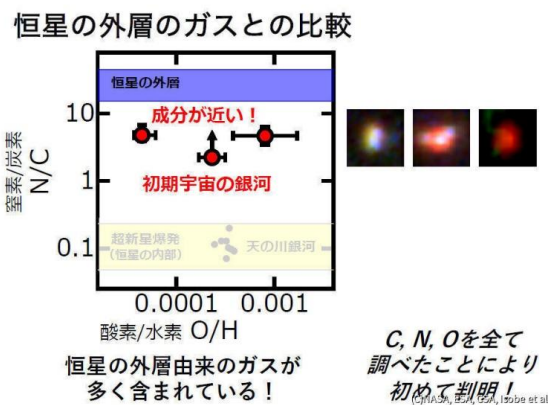 恒星の外層のガスとの比較
恒星の外層
成分が近い！
初期宇宙の銀河
超新星爆発
(恒星の内部)
天の川銀河
窒素/炭素
N/C
10
1
0.1
0.0001 0.001
酸素/水素 O/H
恒星の外層由来のガスが
多く含まれている！
C, N, Oを全て
調べたことにより
初めて判明！
(C)NASA, ESA, CSA, Isobe et al